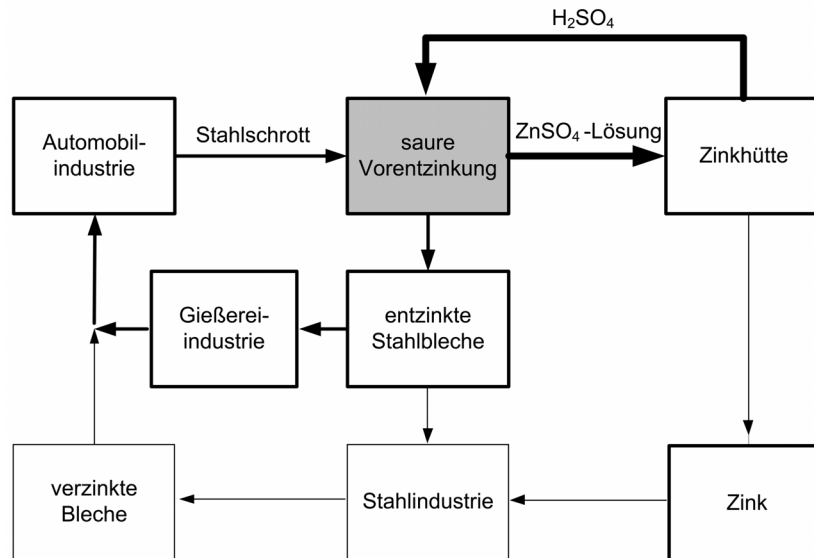 H₂SO₄
Automobil-
industrie
Stahlschrott
saure
Vorentzinkung
ZnSO₄-Lösung
Zinkhütte
Gießerei-
industrie
entzinkte
Stahlbleche
verzinkte
Bleche
Stahlindustrie
Zink